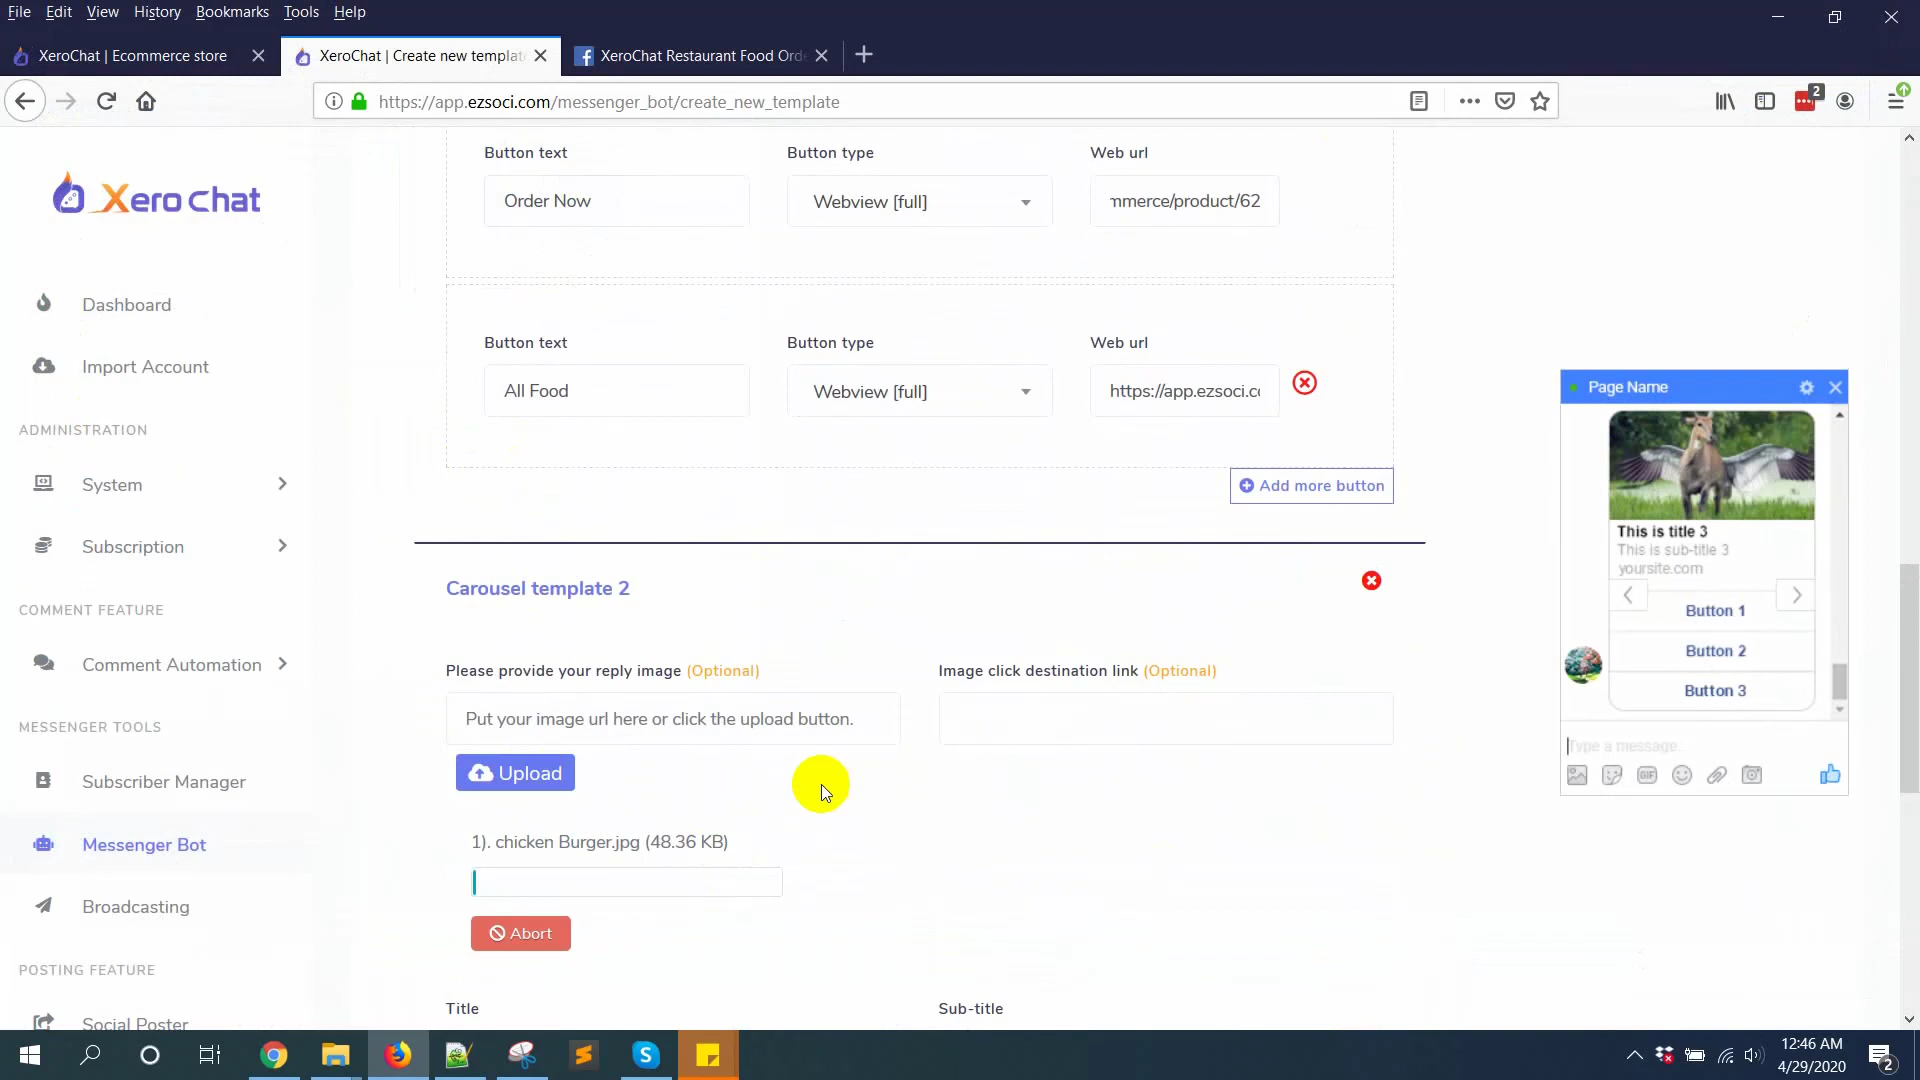 File Edit View History Bookmarks Tools Help
XeroChat | Ecommerce store
XeroChat | Create new template
XeroChat Restaurant Food Orde
https://app.ezsoci.com/messenger_bot/create_new_template
2
Xero chat
Dashboard
Import Account
ADMINISTRATION
System
Subscription
COMMENT FEATURE
Comment Automation
MESSENGER TOOLS
Subscriber Manager
Messenger Bot
Broadcasting
POSTING FEATURE
Social Poster
Button text Button type Web url
Order Now Webview [full] mmerce/product/62
Button text Button type Web url
All Food Webview [full] https://app.ezsoci.co
Add more button
Carousel template 2
Please provide your reply image (Optional) Image click destination link (Optional)
Put your image url here or click the upload button.
Upload
1). chicken Burger.jpg (48.36 KB)
Abort
Title Sub-title
Page Name
This is title 3
This is sub-title 3
yoursite.com
Button 1
Button 2
Button 3
Type a message.
GIF
12:46 AM
4/29/2020
2